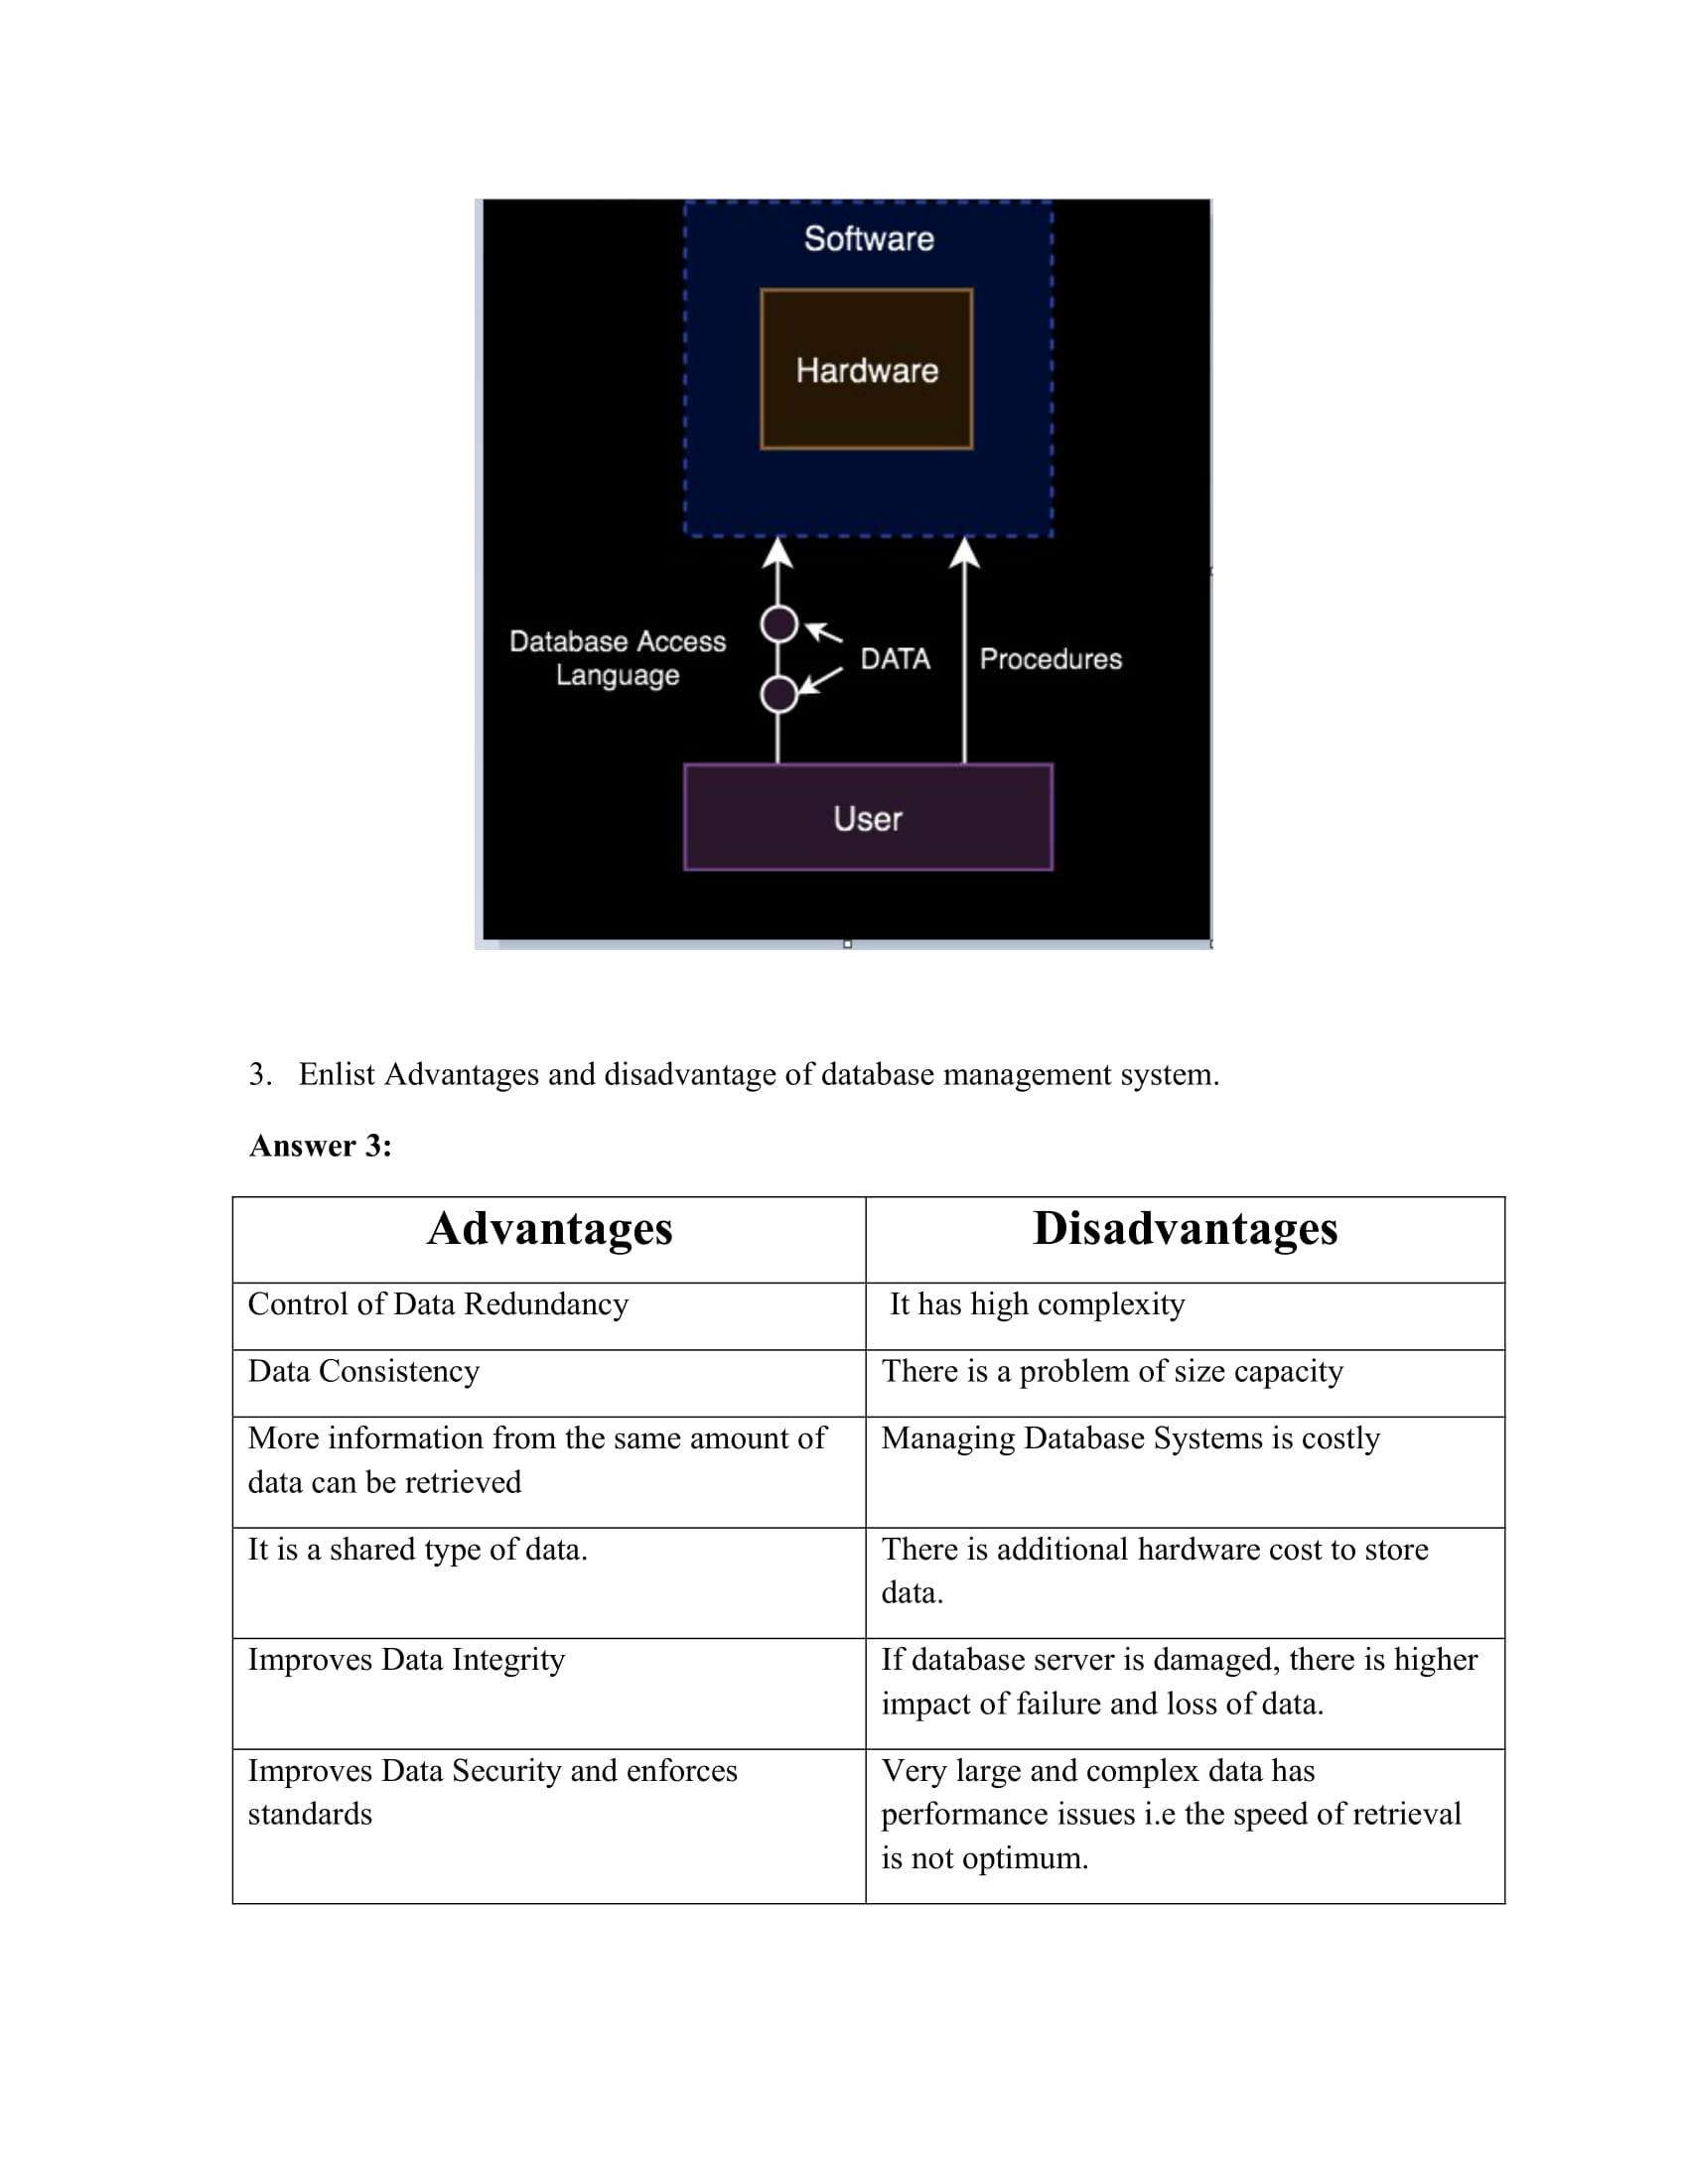 Software
Hardware
Database Access
Language
DATA
Procedures
User
3. Enlist Advantages and disadvantage of database management system.
Answer 3:
Advantages
Disadvantages
Control of Data Redundancy
It has high complexity
Data Consistency
There is a problem of size capacity
More information from the same amount of
data can be retrieved
Managing Database Systems is costly
It is a shared type of data.
There is additional hardware cost to store
data.
Improves Data Integrity
If database server is damaged, there is higher
impact of failure and loss of data.
Improves Data Security and enforces
standards
Very large and complex data has
performance issues i.e the speed of retrieval
is not optimum.